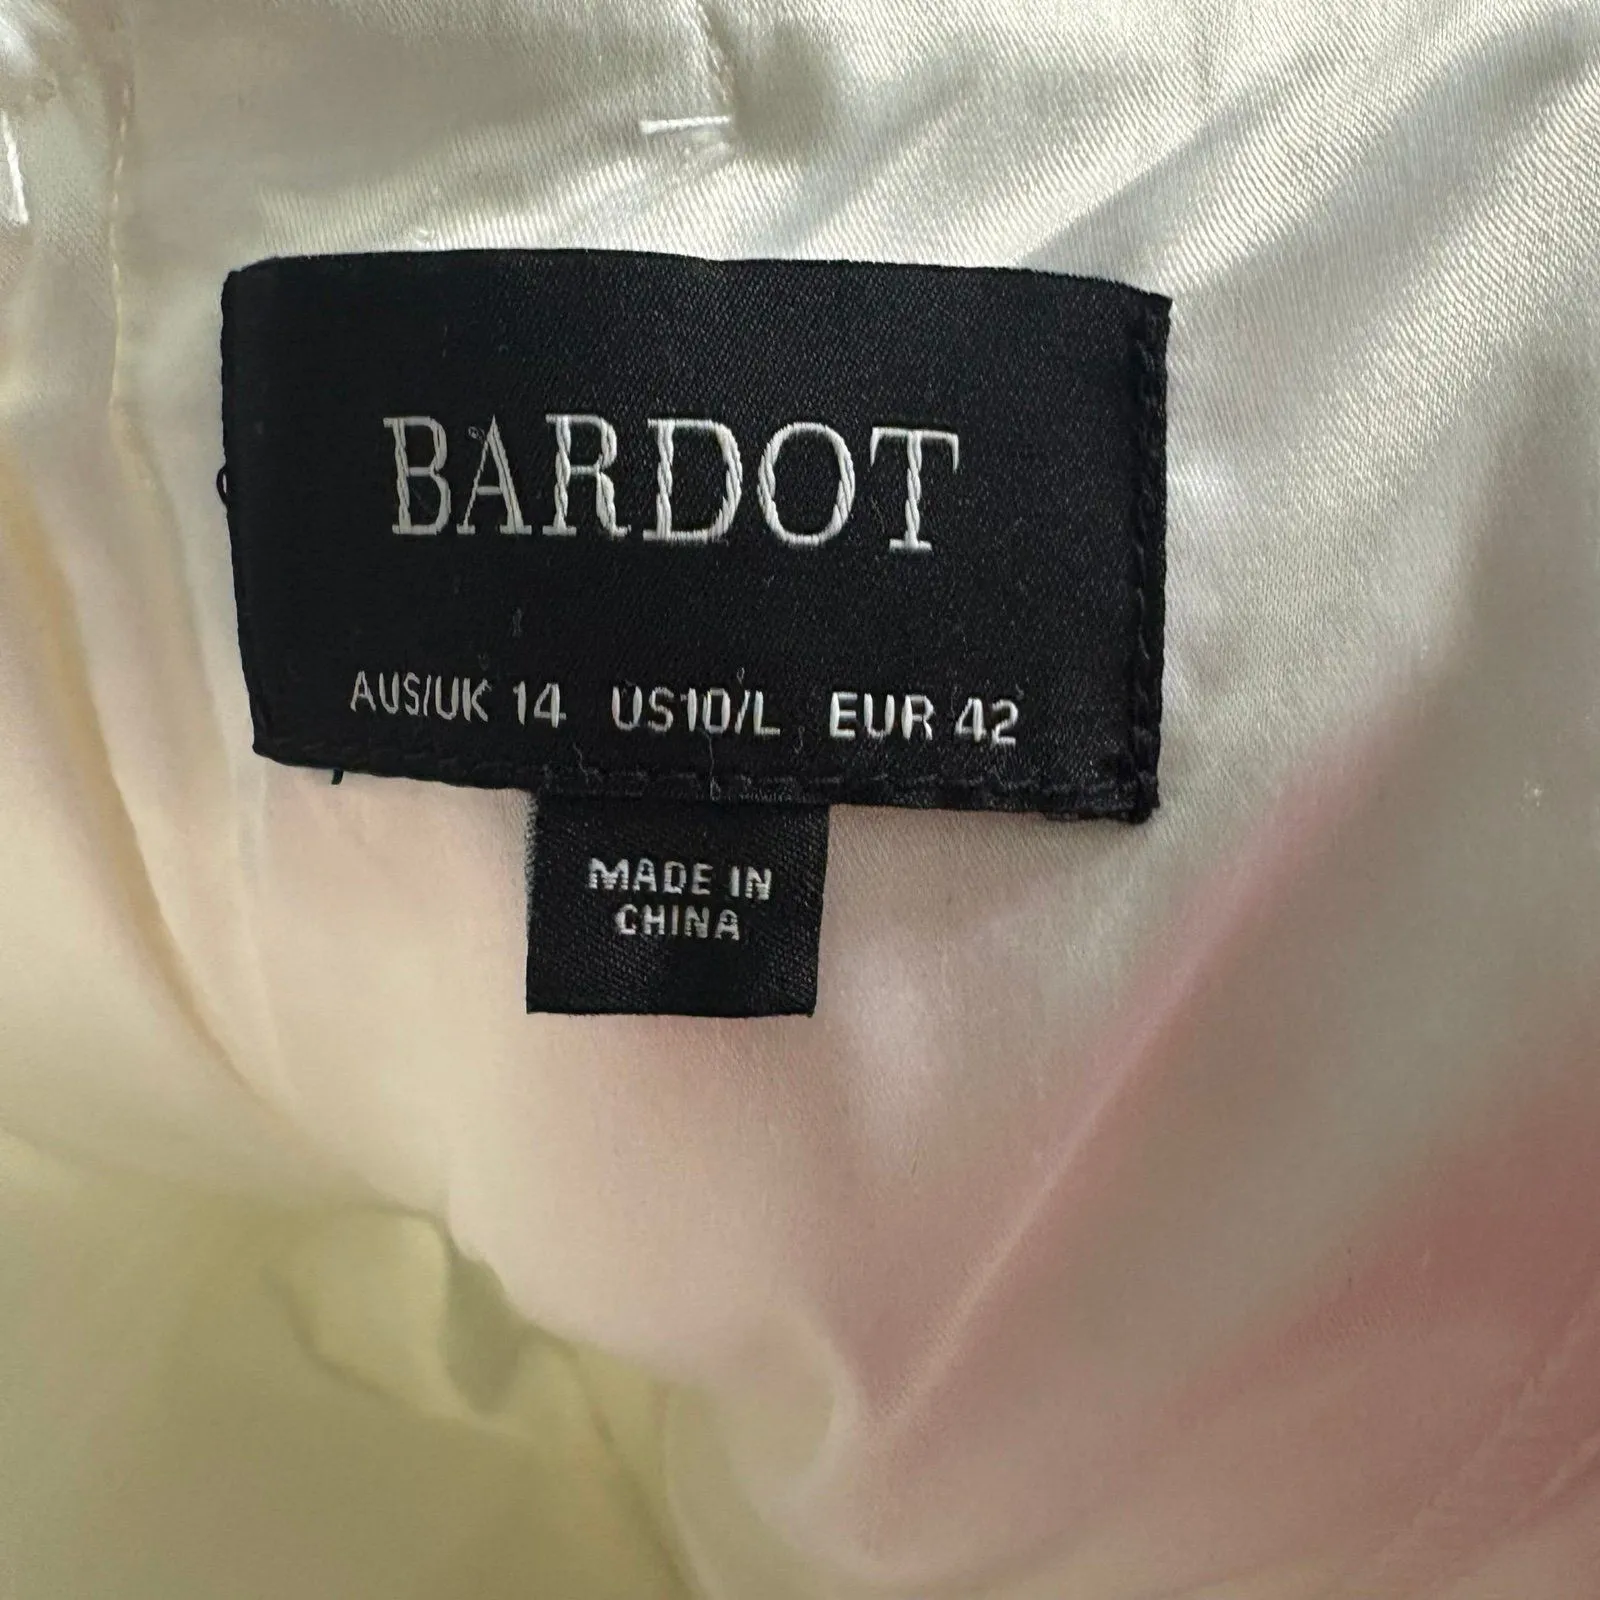 BARDOT
AUS/UK 14 US10/L EUR 42
MADE IN
CHINA